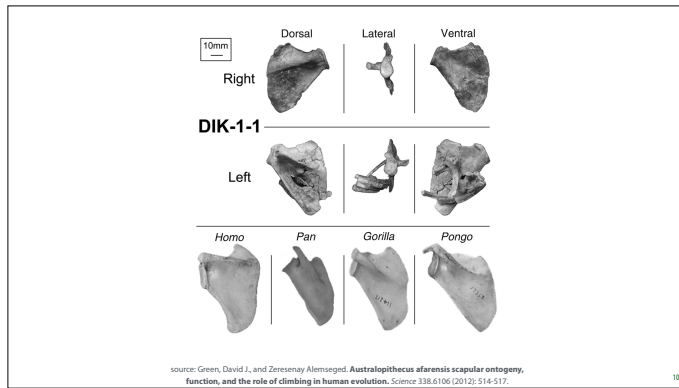 Dorsal
Lateral
Ventral
10mm
Right
DIK-1-1
Left
Homo
Pan
Gorilla
Pongo
source: Green, David J., and Zeresenay Alemseged. Australopithecus afarensis scapular ontogeny,
function, and the role of climbing in human evolution. Science 338.6106 (2012): 514-517.
10